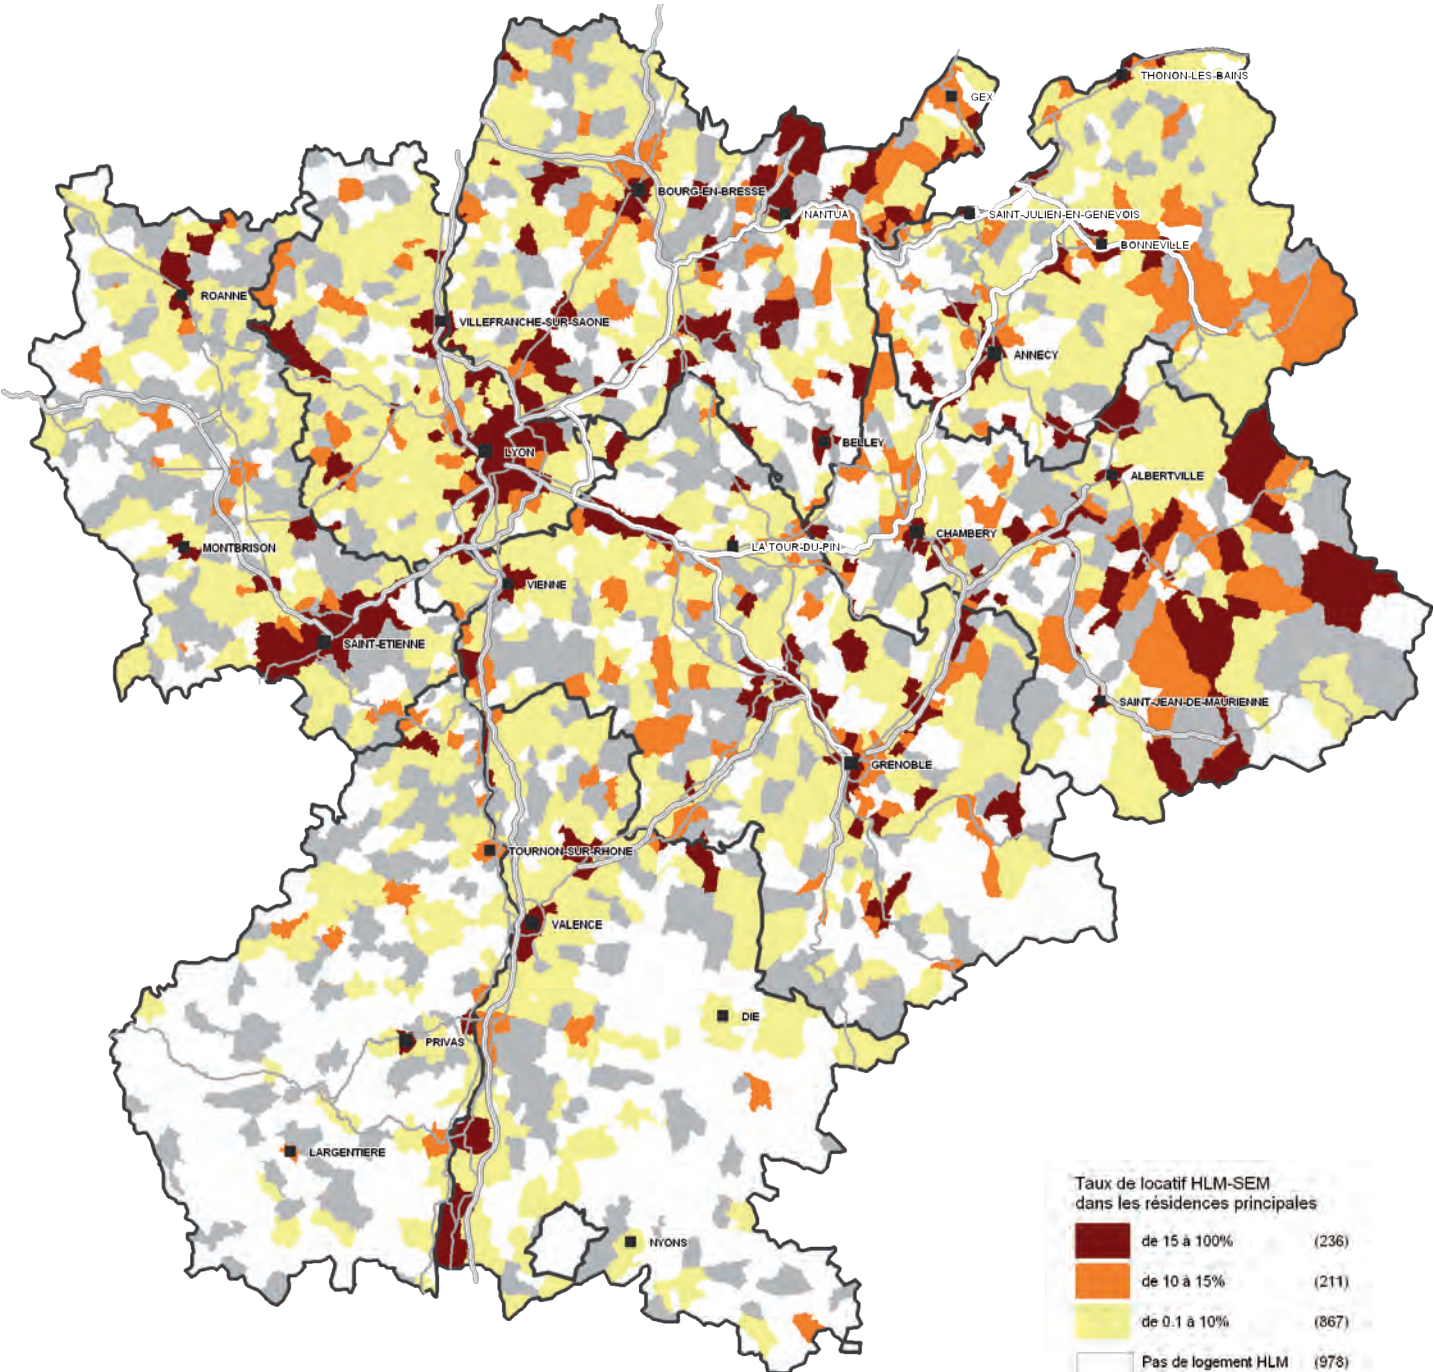 THONON-LES-BAINS
GEX
BOURG-EN-BRESSE
NANTUA
SAINT-JULIEN-EN-GENEVOIS
BONNEVILLE
ROANNE
VILLEFRANCHE-SUR-SAONE
ANNECY
BELLEY
LYON
ALBERTVILLE
MONTBRISON
LA TOUR-DU-PIN
CHAMBERY
VIENNE
SAINT-ETIENNE
SAINT-JEAN-DE-MAURIENNE
GRENOBLE
TOURNON-SUR-RHONE
VALENCE
DIE
PRIVAS
LARGENTIERE
NYONS
Taux de locatif HLM-SEM
dans les résidences principales
de 15 à 100% (236)
de 10 à 15% (211)
de 0.1 à 10% (867)
Pas de logement HLM (978)